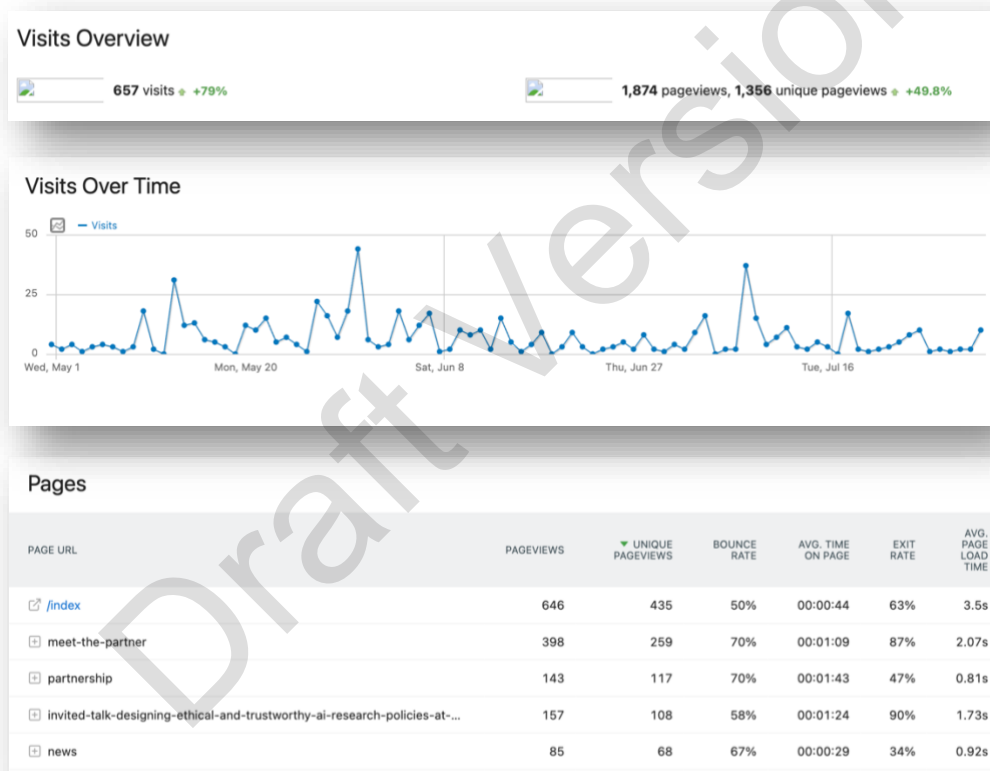 Visits Overview
657 visits +79%
1,874 pageviews, 1,356 unique pageviews +49.8%
Visits Over Time
Visits
50
25
0
Wed, May 1
Mon, May 20
Sat, Jun 8
Thu, Jun 27
Tue, Jul 16
Pages
PAGE URL PAGEVIEWS UNIQUE PAGEVIEWS BOUNCE RATE AVG. TIME ON PAGE EXIT RATE AVG. PAGE LOAD TIME
/index 646 435 50% 00:00:44 63% 3.5s
meet-the-partner 398 259 70% 00:01:09 87% 2.07s
partnership 143 117 70% 00:01:43 47% 0.81s
invited-talk-designing-ethical-and-trustworthy-ai-research-policies-at-... 157 108 58% 00:01:24 90% 1.73s
news 85 68 67% 00:00:29 34% 0.92s
Draft Version